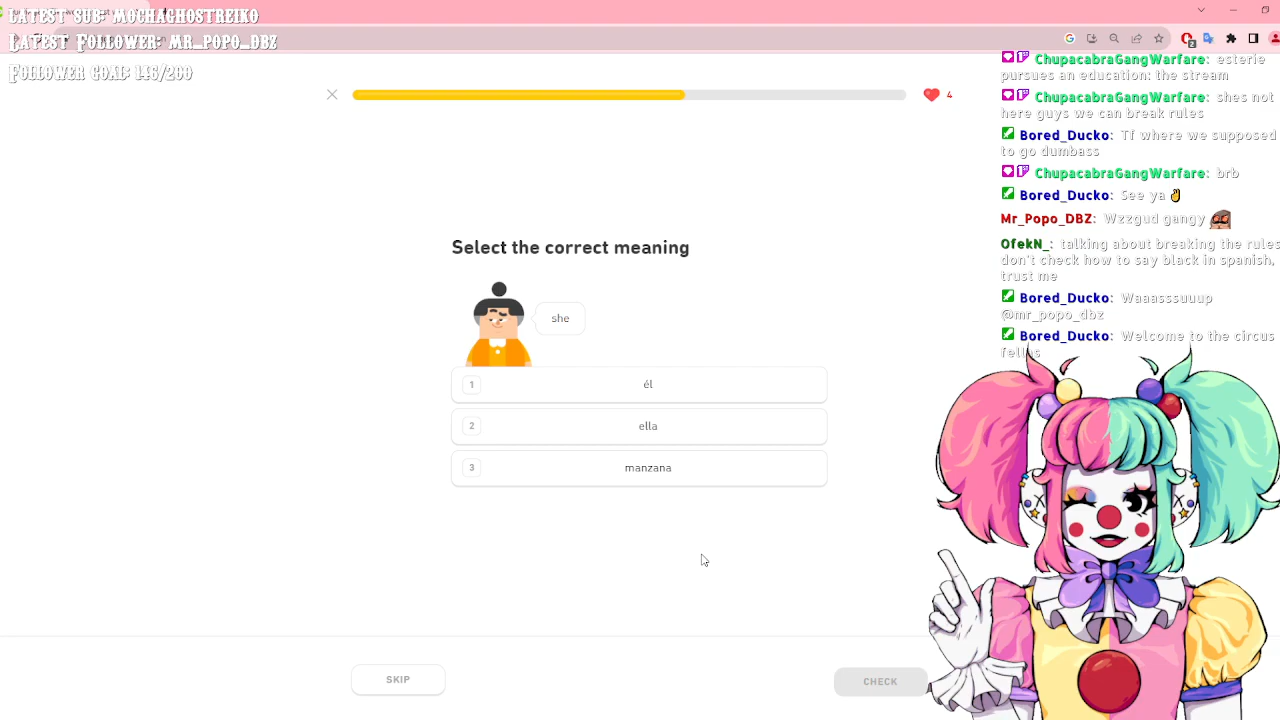 LATEST SUB: MOCHAGHOSTREIKO
LATEST FOLLOWER: MR_POPO_DBZ
FOLLOWER GOAL: 146/200
4
Select the correct meaning
she
1 él
2 ella
3 manzana
SKIP
CHECK
ChupacabraGangWarfare: esterie
pursues an education: the stream
ChupacabraGangWarfare: shes not
here guys we can break rules
Bored_Ducko: Tf where we supposed
to go dumbass
ChupacabraGangWarfare: brb
Bored_Ducko: See ya
Mr_Popo_DBZ: Wzzgud gangy
OfekN_: talking about breaking the rules
don't check how to say black in spanish,
trust me
Bored_Ducko: Waaasssuuup
@mr_popo_dbz
Bored_Ducko: Welcome to the circus
fellas